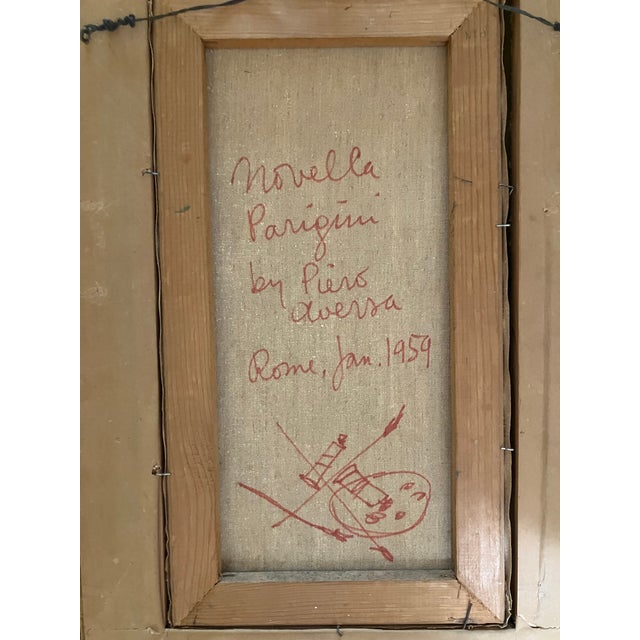 Novella
Parigini
by Piero
Aversa
Rome, Jan. 1959